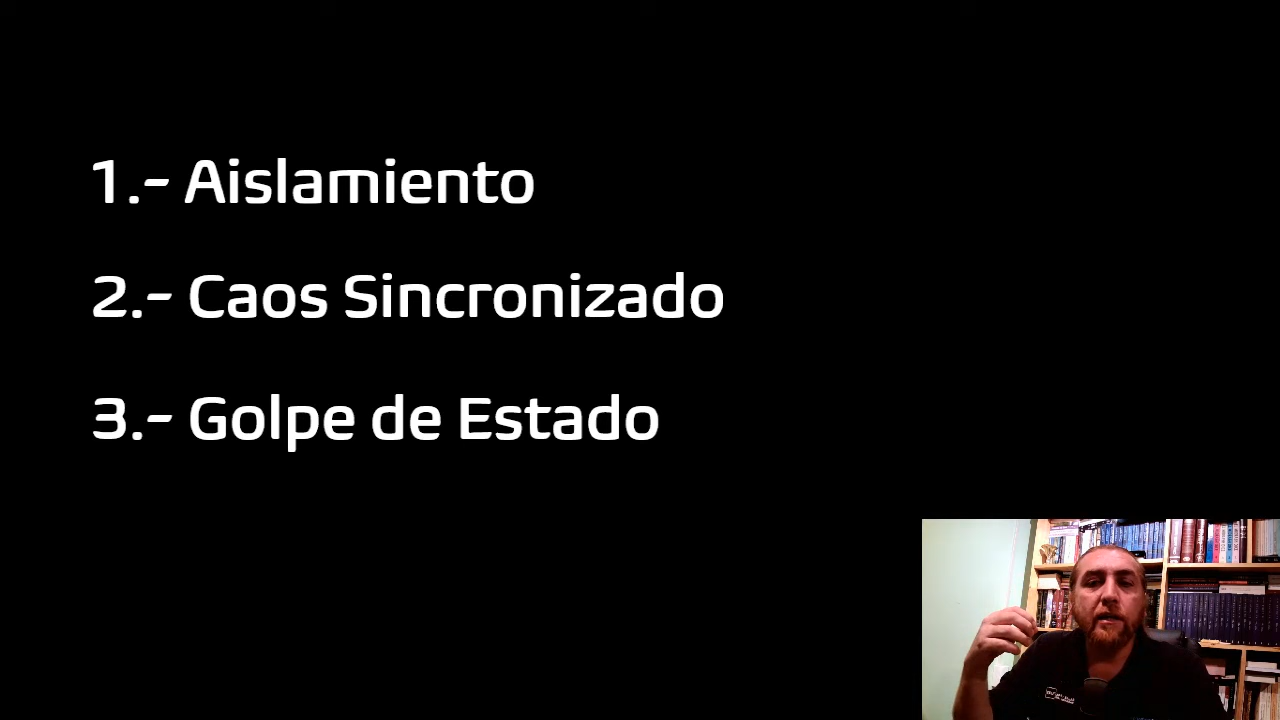 1.- Aislamiento
2.- Caos Sincronizado
3.- Golpe de Estado